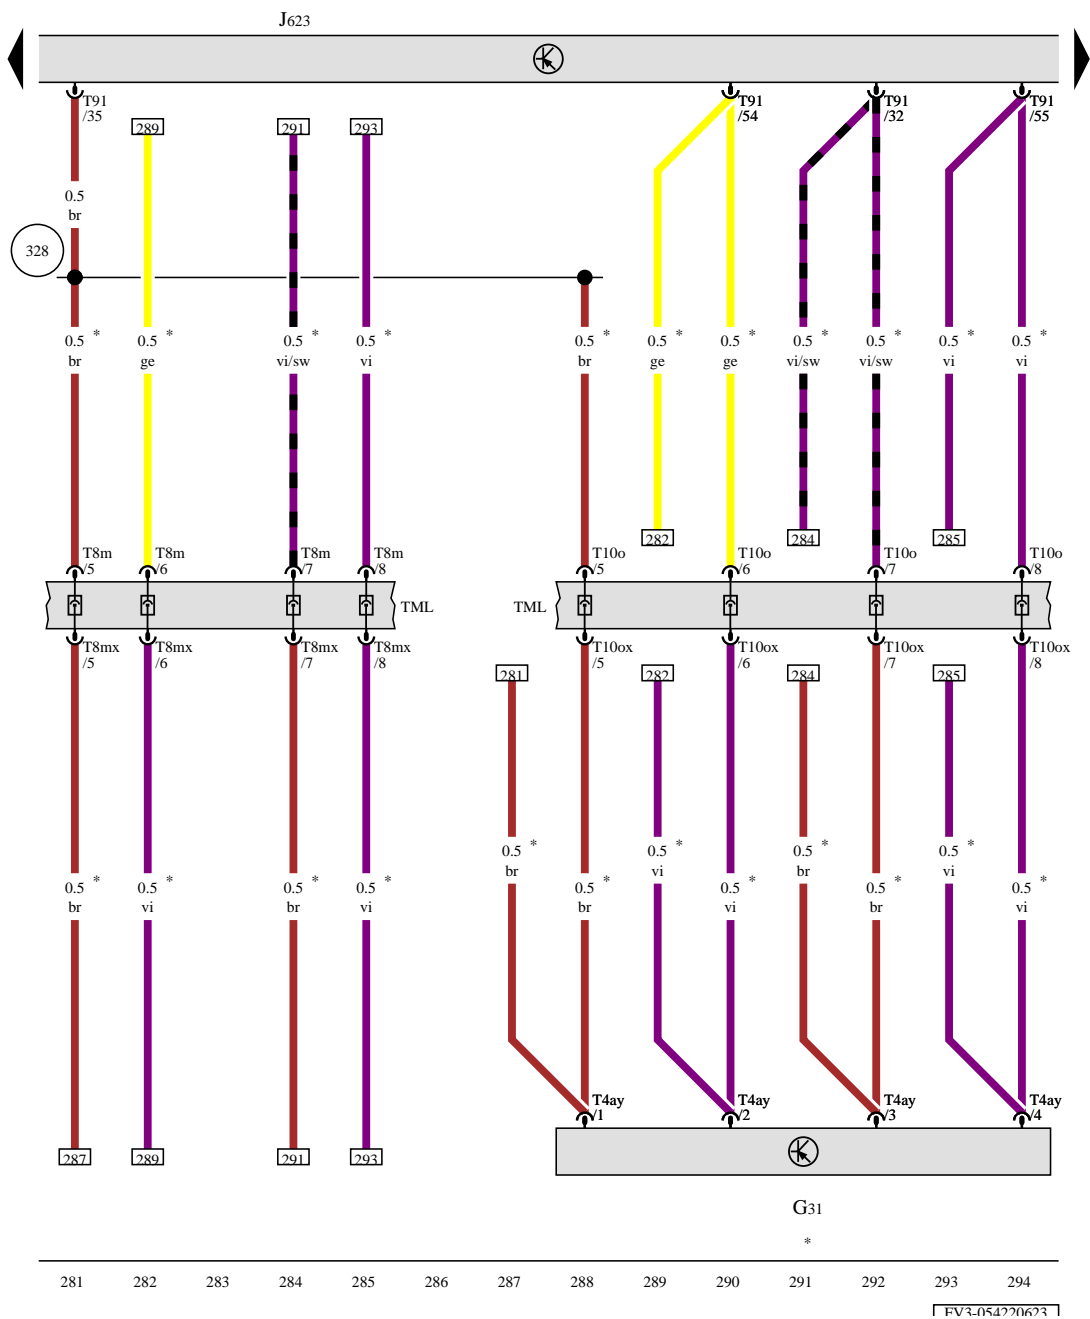 J623
T91 /35
T91 /54
T91 /32
T91 /55
289
291
293
0.5
br
328
0.5 * 0.5 * 0.5 * 0.5 * 0.5 * 0.5 * 0.5 * 0.5 * 0.5 * 0.5 * 0.5 *
br ge vi/sw vi br ge ge vi/sw vi/sw vi vi
282
284
285
T8m /5
T8m /6
T8m /7
T8m /8
T10o /5
T10o /6
T10o /7
T10o /8
TML
TML
T8mx /5
T8mx /6
T8mx /7
T8mx /8
T10ox /5
T10ox /6
T10ox /7
T10ox /8
281
282
284
285
0.5 * 0.5 * 0.5 * 0.5 *
br vi br vi
0.5 * 0.5 * 0.5 * 0.5 * 0.5 * 0.5 * 0.5 * 0.5 *
br vi br vi br vi br vi
T4ay /1
T4ay /2
T4ay /3
T4ay /4
287
289
291
293
G31
*
281 282 283 284 285 286 287 288 289 290 291 292 293 294
FV3-054220623